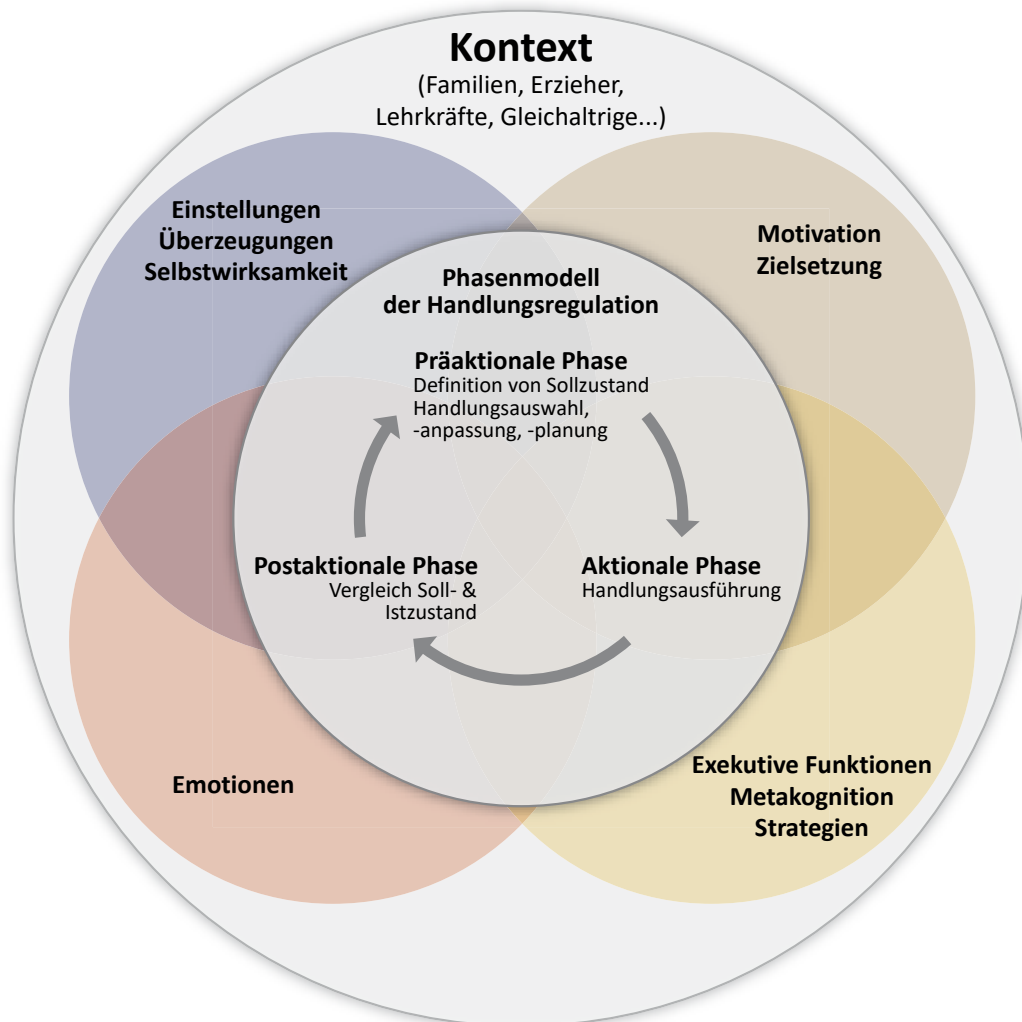 Kontext
(Familien, Erzieher,
Lehrkräfte, Gleichaltrige...)
Einstellungen
Überzeugungen
Selbstwirksamkeit
Motivation
Zielsetzung
Phasenmodell
der Handlungsregulation
Präaktionale Phase
Definition von Sollzustand
Handlungsauswahl,
-anpassung, -planung
Postaktionale Phase
Vergleich Soll- &
Istzustand
Aktionale Phase
Handlungsausführung
Emotionen
Exekutive Funktionen
Metakognition
Strategien